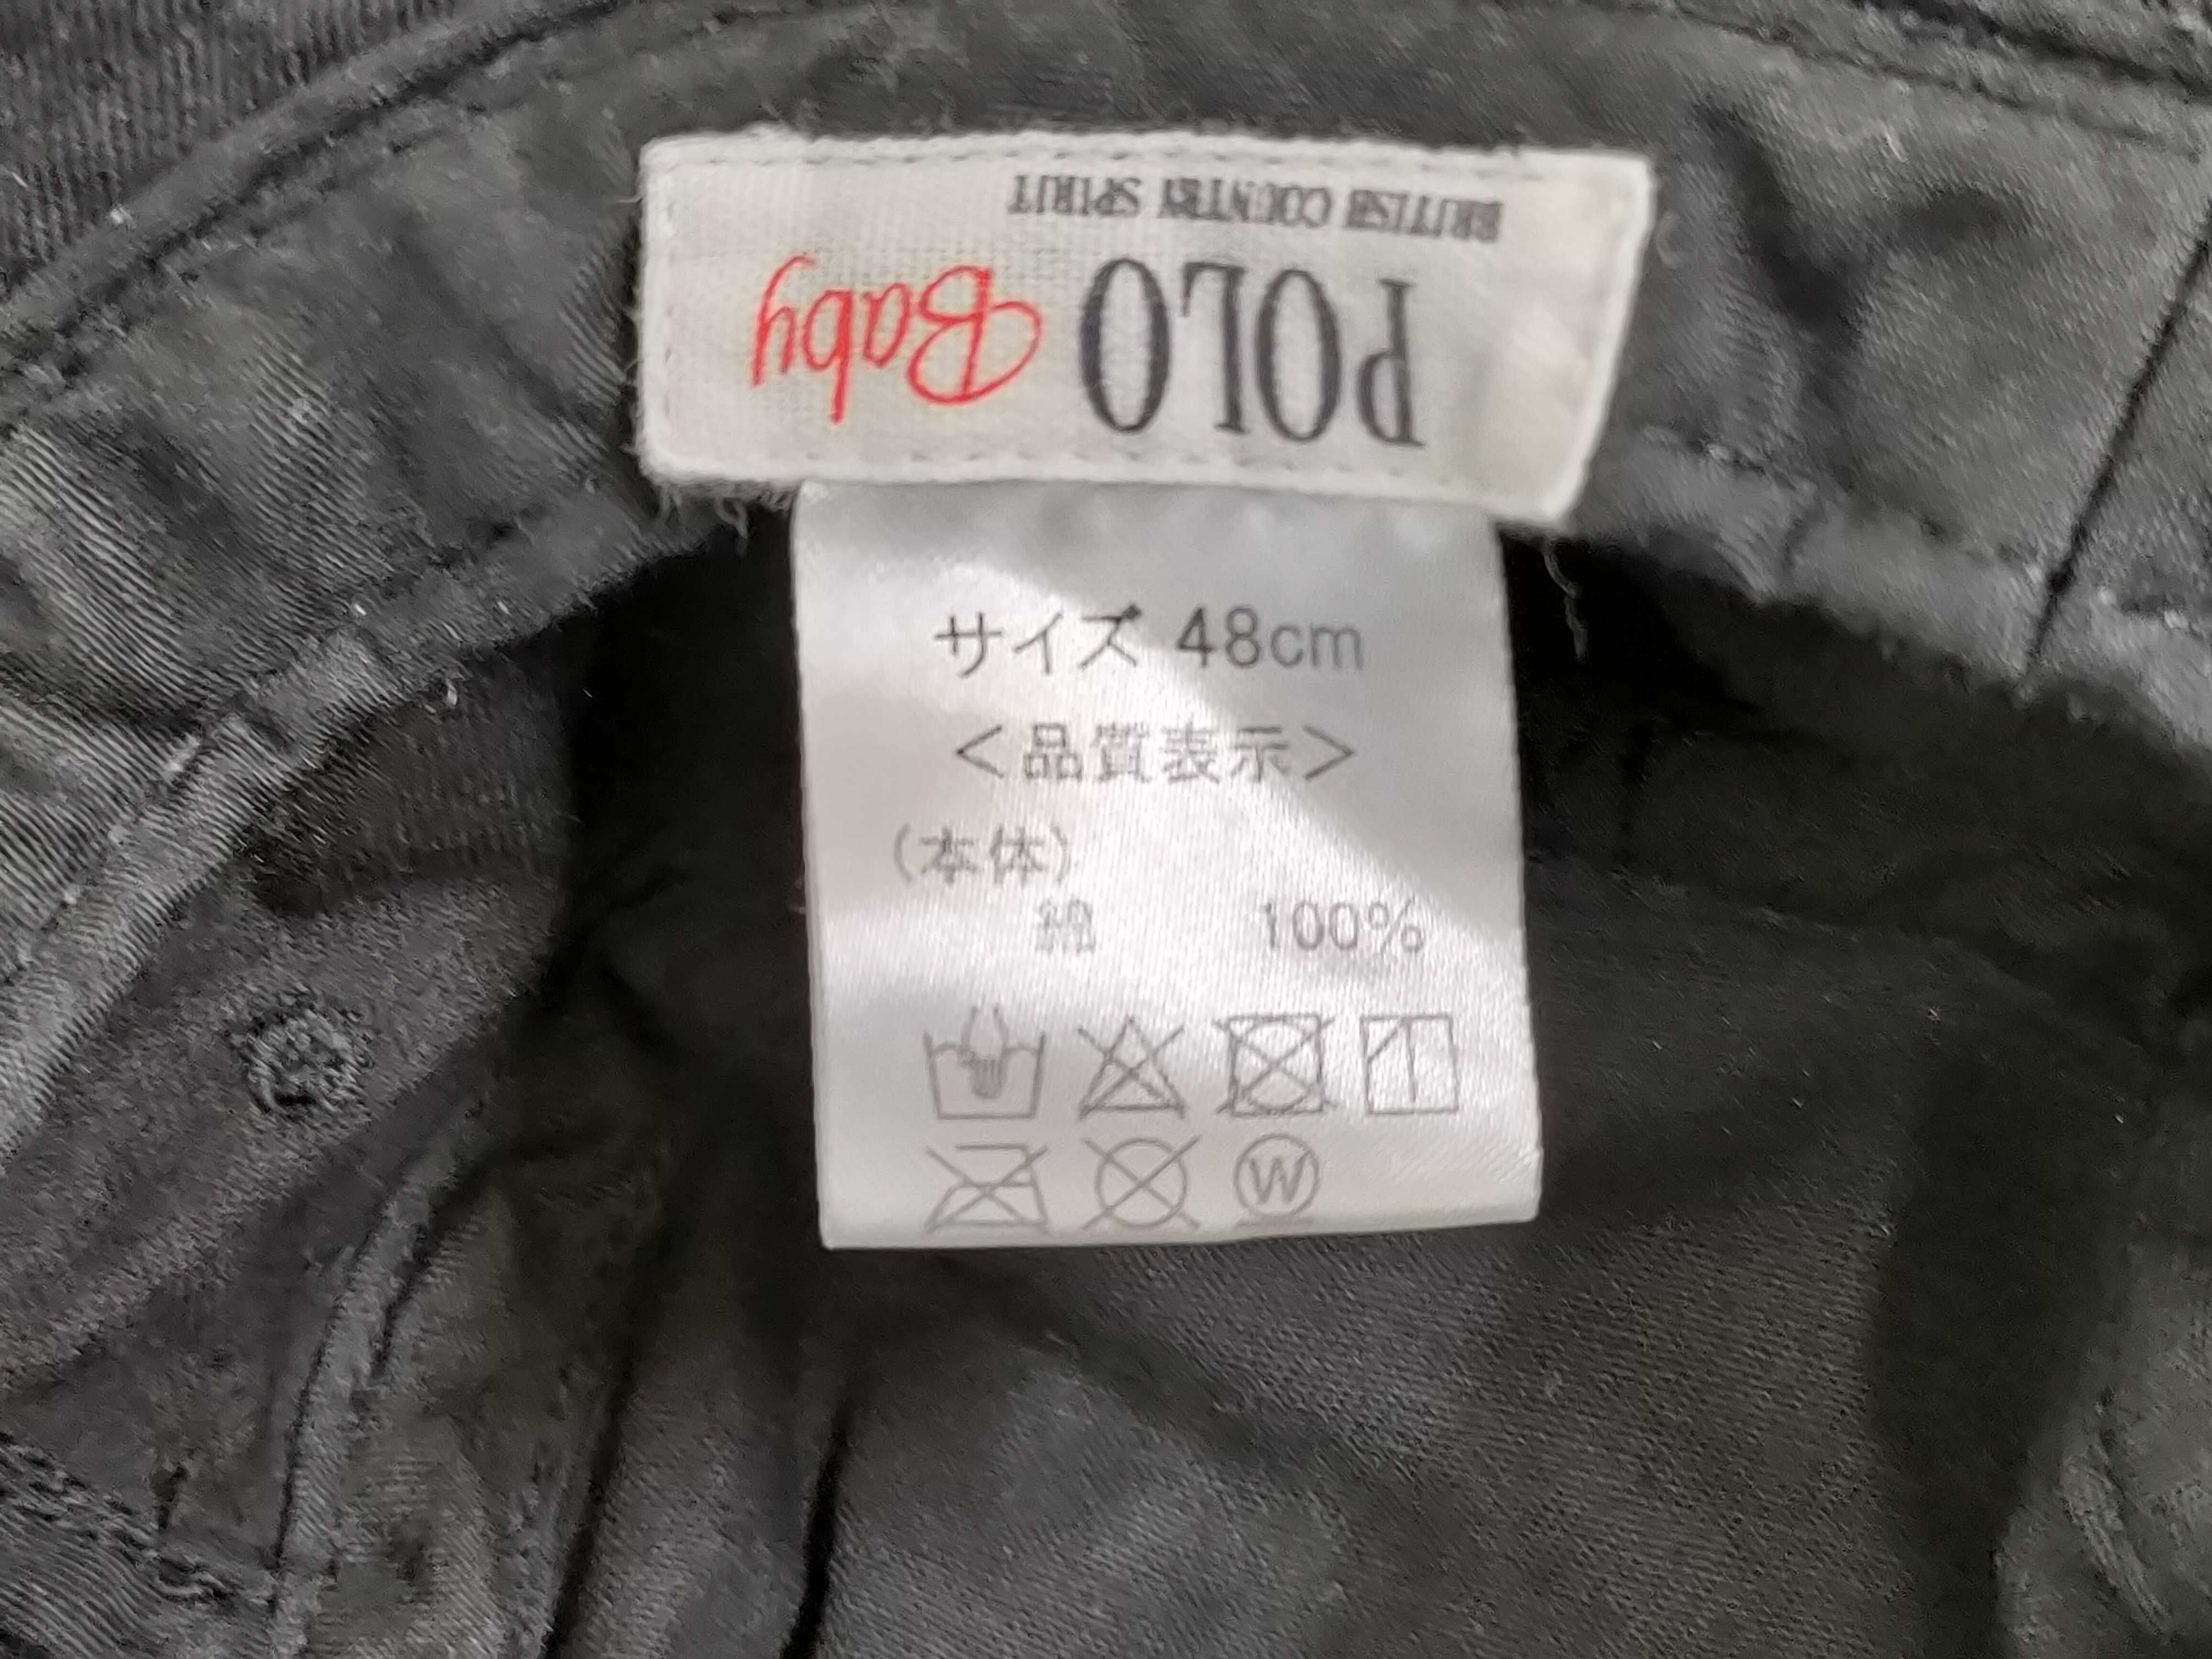 POLO Baby
BRITISH COUNTRY SPIRIT
サイズ 48cm
＜品質表示＞
(本体)
綿 100%
W